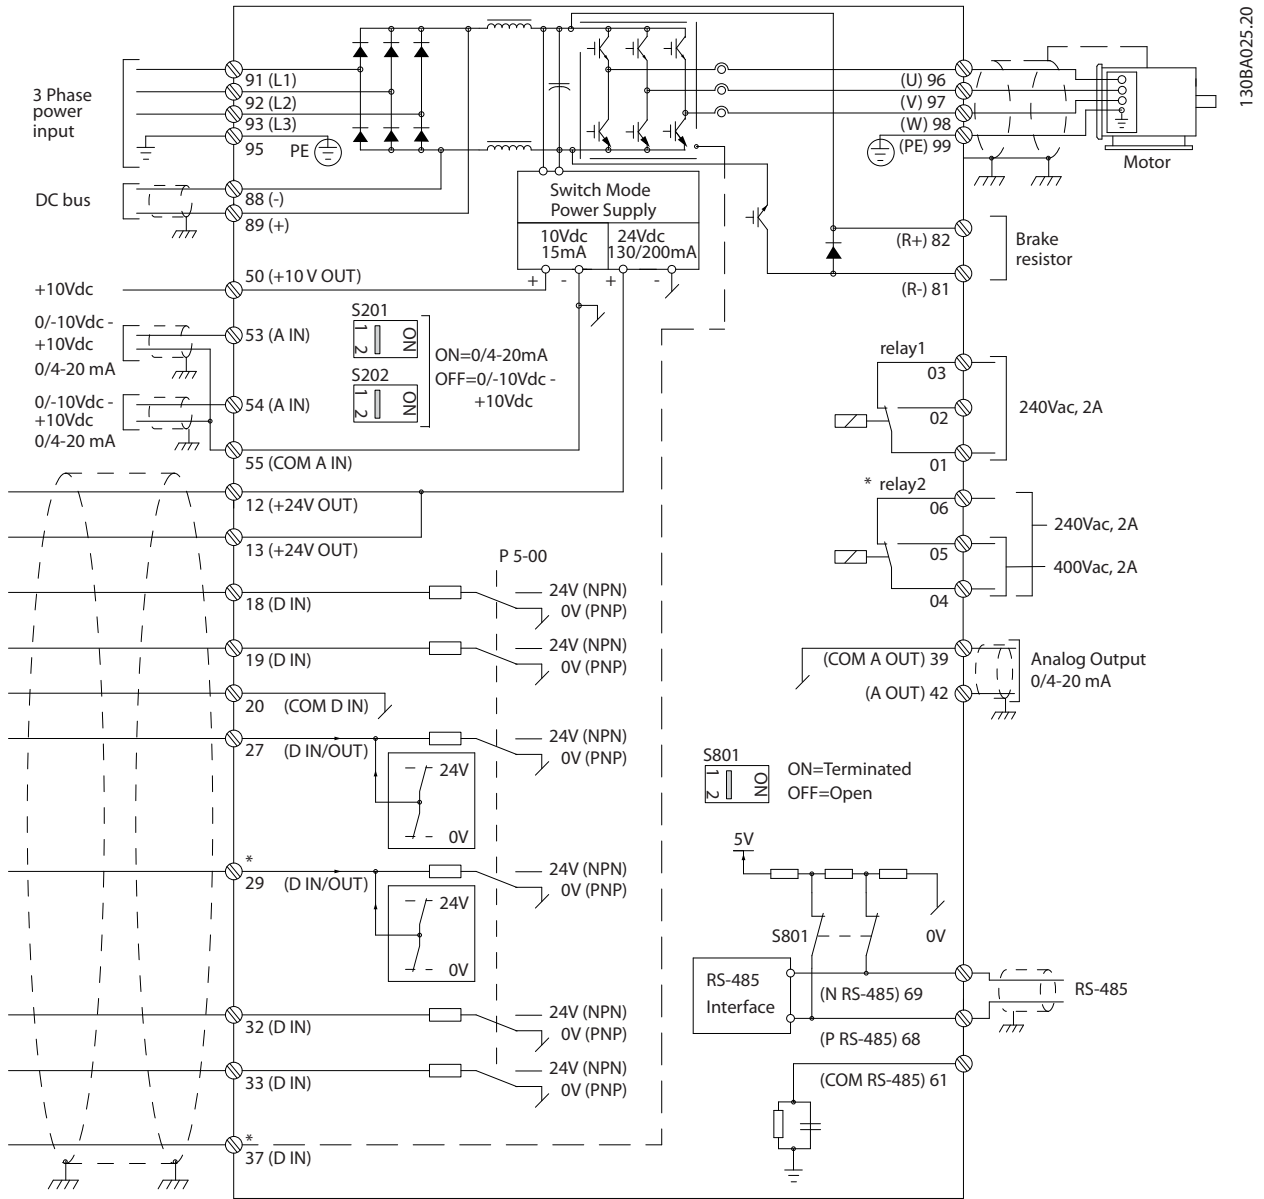 130BA025.20
3 Phase
power
input
91 (L1)
92 (L2)
93 (L3)
95
PE
DC bus
88 (-)
89 (+)
Switch Mode
Power Supply
10Vdc
15mA
24Vdc
130/200mA
+ - + -
(U) 96
(V) 97
(W) 98
(PE) 99
Motor
(R+) 82
(R-) 81
Brake
resistor
+10Vdc
50 (+10 V OUT)
0/-10Vdc -
+10Vdc
0/4-20 mA
53 (A IN)
0/-10Vdc -
+10Vdc
0/4-20 mA
54 (A IN)
55 (COM A IN)
S201
1
2
ON
S202
1
2
ON
ON=0/4-20mA
OFF=0/-10Vdc -
+10Vdc
relay1
03
02
01
240Vac, 2A
* relay2
06
05
04
240Vac, 2A
400Vac, 2A
12 (+24V OUT)
13 (+24V OUT)
P 5-00
18 (D IN)
24V (NPN)
0V (PNP)
19 (D IN)
24V (NPN)
0V (PNP)
20 (COM D IN)
27 (D IN/OUT)
24V (NPN)
0V (PNP)
24V
0V
*
29 (D IN/OUT)
24V (NPN)
0V (PNP)
24V
0V
32 (D IN)
24V (NPN)
0V (PNP)
33 (D IN)
24V (NPN)
0V (PNP)
*
37 (D IN)
(COM A OUT) 39
(A OUT) 42
Analog Output
0/4-20 mA
S801
1
2
ON
ON=Terminated
OFF=Open
5V
S801
0V
RS-485
Interface
(N RS-485) 69
(P RS-485) 68
RS-485
(COM RS-485) 61